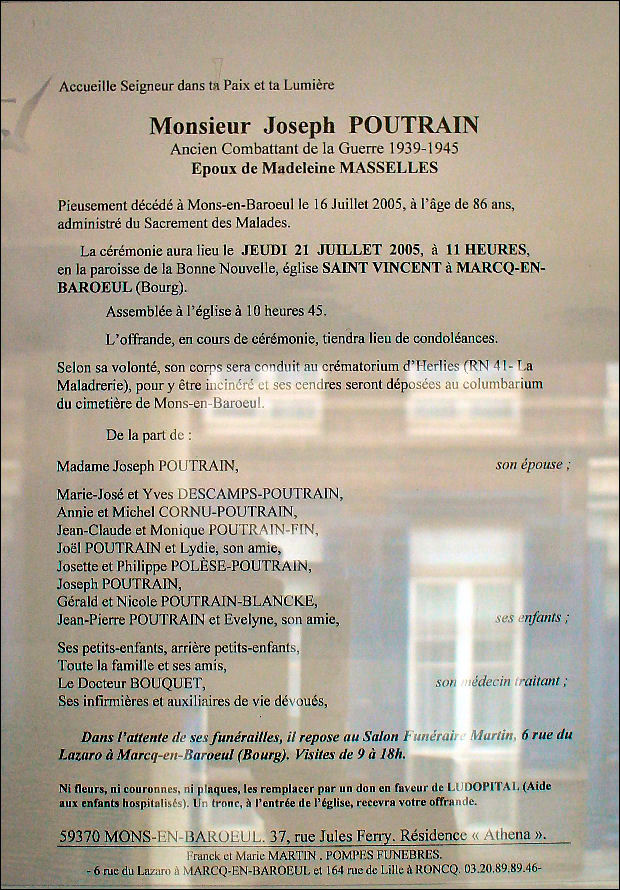 Accueille Seigneur dans ta Paix et ta Lumière
Monsieur Joseph POUTRAIN
Ancien Combattant de la Guerre 1939-1945
Epoux de Madeleine MASSELLES
Pieusement décédé à Mons-en-Baroeul le 16 Juillet 2005, à l'âge de 86 ans,
administré du Sacrement des Malades.
La cérémonie aura lieu le JEUDI 21 JUILLET 2005, à 11 HEURES,
en la paroisse de la Bonne Nouvelle, église SAINT VINCENT à MARCQ-EN-
BAROEUL (Bourg).
Assemblée à l'église à 10 heures 45.
L'offrande, en cours de cérémonie, tiendra lieu de condoléances.
Selon sa volonté, son corps sera conduit au crématorium d'Herlies (RN 41- La
Maladrerie), pour y être incinéré et ses cendres seront déposées au columbarium
du cimetière de Mons-en-Baroeul.
De la part de :
Madame Joseph POUTRAIN, son épouse ;
Marie-José et Yves DESCAMPS-POUTRAIN,
Annie et Michel CORNU-POUTRAIN,
Jean-Claude et Monique POUTRAIN-FIN,
Joël POUTRAIN et Lydie, son amie,
Josette et Philippe POLÈSE-POUTRAIN,
Joseph POUTRAIN,
Gérald et Nicole POUTRAIN-BLANCKE,
Jean-Pierre POUTRAIN et Evelyne, son amie, ses enfants ;
Ses petits-enfants, arrière petits-enfants,
Toute la famille et ses amis,
Le Docteur BOUQUET, son médecin traitant ;
Ses infirmières et auxiliaires de vie dévoués,
Dans l'attente de ses funérailles, il repose au Salon Funéraire Martin, 6 rue du
Lazaro à Marcq-en-Baroeul (Bourg). Visites de 9 à 18h.
Ni fleurs, ni couronnes, ni plaques, les remplacer par un don en faveur de LUDOPITAL (Aide
aux enfants hospitalisés). Un tronc, à l'entrée de l'église, recevra votre offrande.
59370 MONS-EN-BAROEUL. 37, rue Jules Ferry. Résidence « Athena ».
Franck et Marie MARTIN . POMPES FUNEBRES.
- 6 rue du Lazaro à MARCQ-EN-BAROEUL et 164 rue de Lille à RONCQ. 03.20.89.89.46-